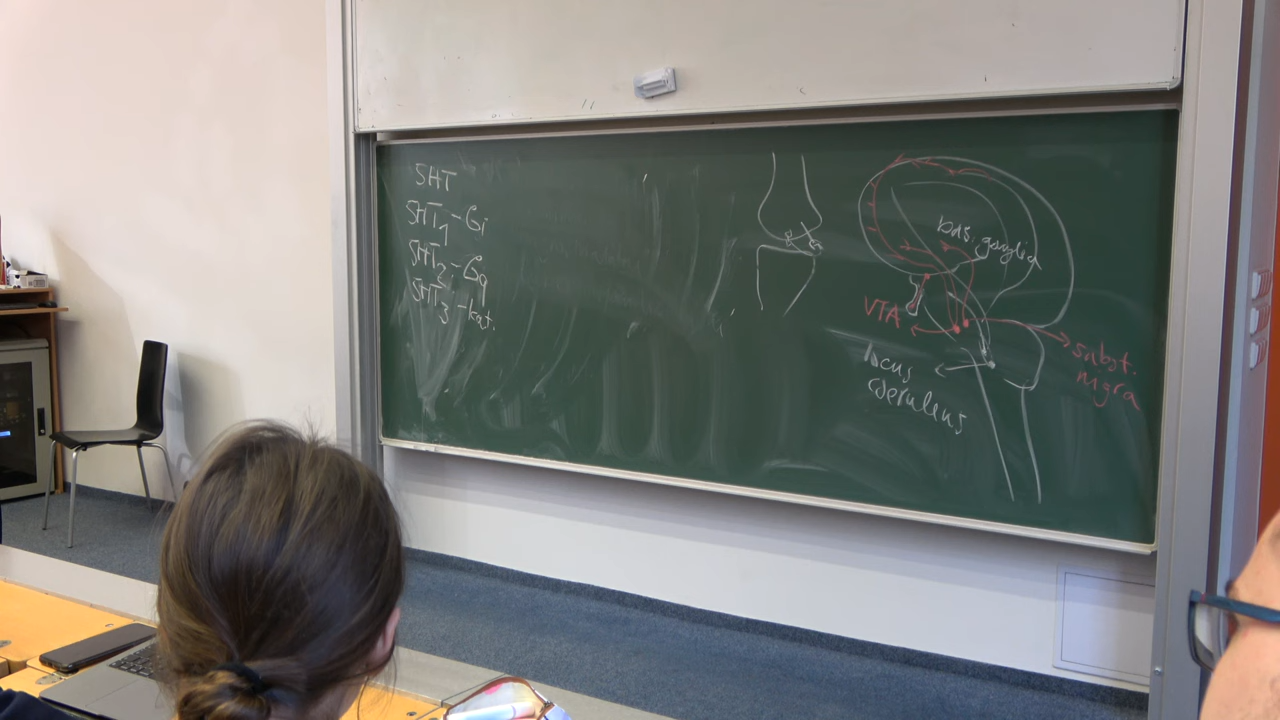 5HT
5HT1 - Gi
5HT2 - Gq
5HT3 - kat.
bas. ganglia
VTA
locus
coeruleus
subst.
nigra